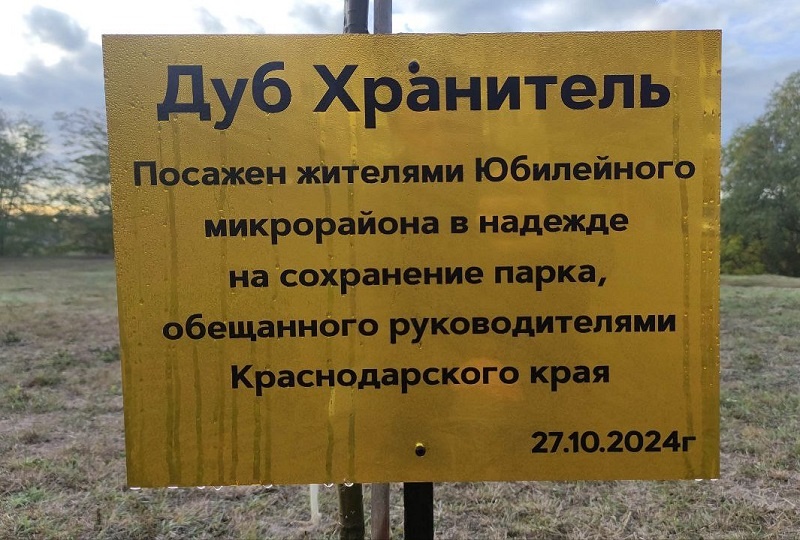 Дуб Хранитель
Посажен жителями Юбилейного
микрорайона в надежде
на сохранение парка,
обещанного руководителями
Краснодарского края
27.10.2024г